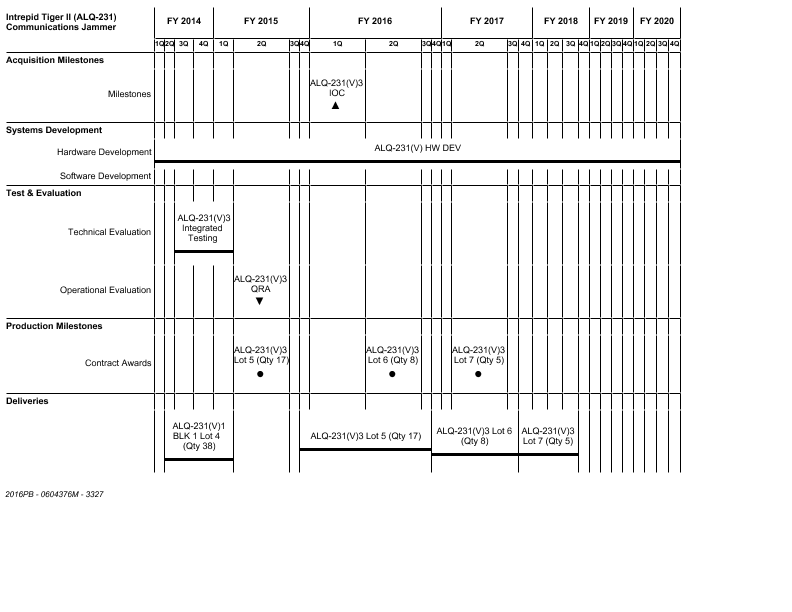 Intrepid Tiger II (ALQ-231)
Communications Jammer
FY 2014 FY 2015 FY 2016 FY 2017 FY 2018 FY 2019 FY 2020
1Q 2Q 3Q 4Q 1Q 2Q 3Q 4Q 1Q 2Q 3Q 4Q 1Q 2Q 3Q 4Q 1Q 2Q 3Q 4Q 1Q 2Q 3Q 4Q 1Q 2Q 3Q 4Q
Acquisition Milestones
Milestones
ALQ-231(V)3
IOC
Systems Development
Hardware Development
ALQ-231(V) HW DEV
Software Development
Test & Evaluation
Technical Evaluation
ALQ-231(V)3
Integrated
Testing
Operational Evaluation
ALQ-231(V)3
QRA
Production Milestones
Contract Awards
ALQ-231(V)3
Lot 5 (Qty 17)
ALQ-231(V)3
Lot 6 (Qty 8)
ALQ-231(V)3
Lot 7 (Qty 5)
Deliveries
ALQ-231(V)1
BLK 1 Lot 4
(Qty 38)
ALQ-231(V)3 Lot 5 (Qty 17)
ALQ-231(V)3 Lot 6
(Qty 8)
ALQ-231(V)3
Lot 7 (Qty 5)
2016PB - 0604376M - 3327